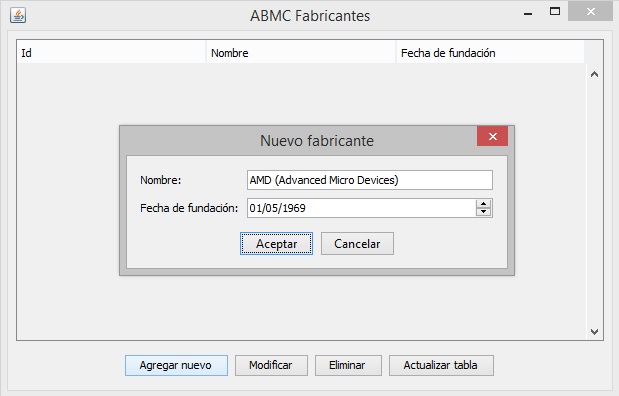 ABMC Fabricantes
Id Nombre Fecha de fundación
Nuevo fabricante
Nombre: AMD (Advanced Micro Devices)
Fecha de fundación: 01/05/1969
Aceptar Cancelar
Agregar nuevo Modificar Eliminar Actualizar tabla